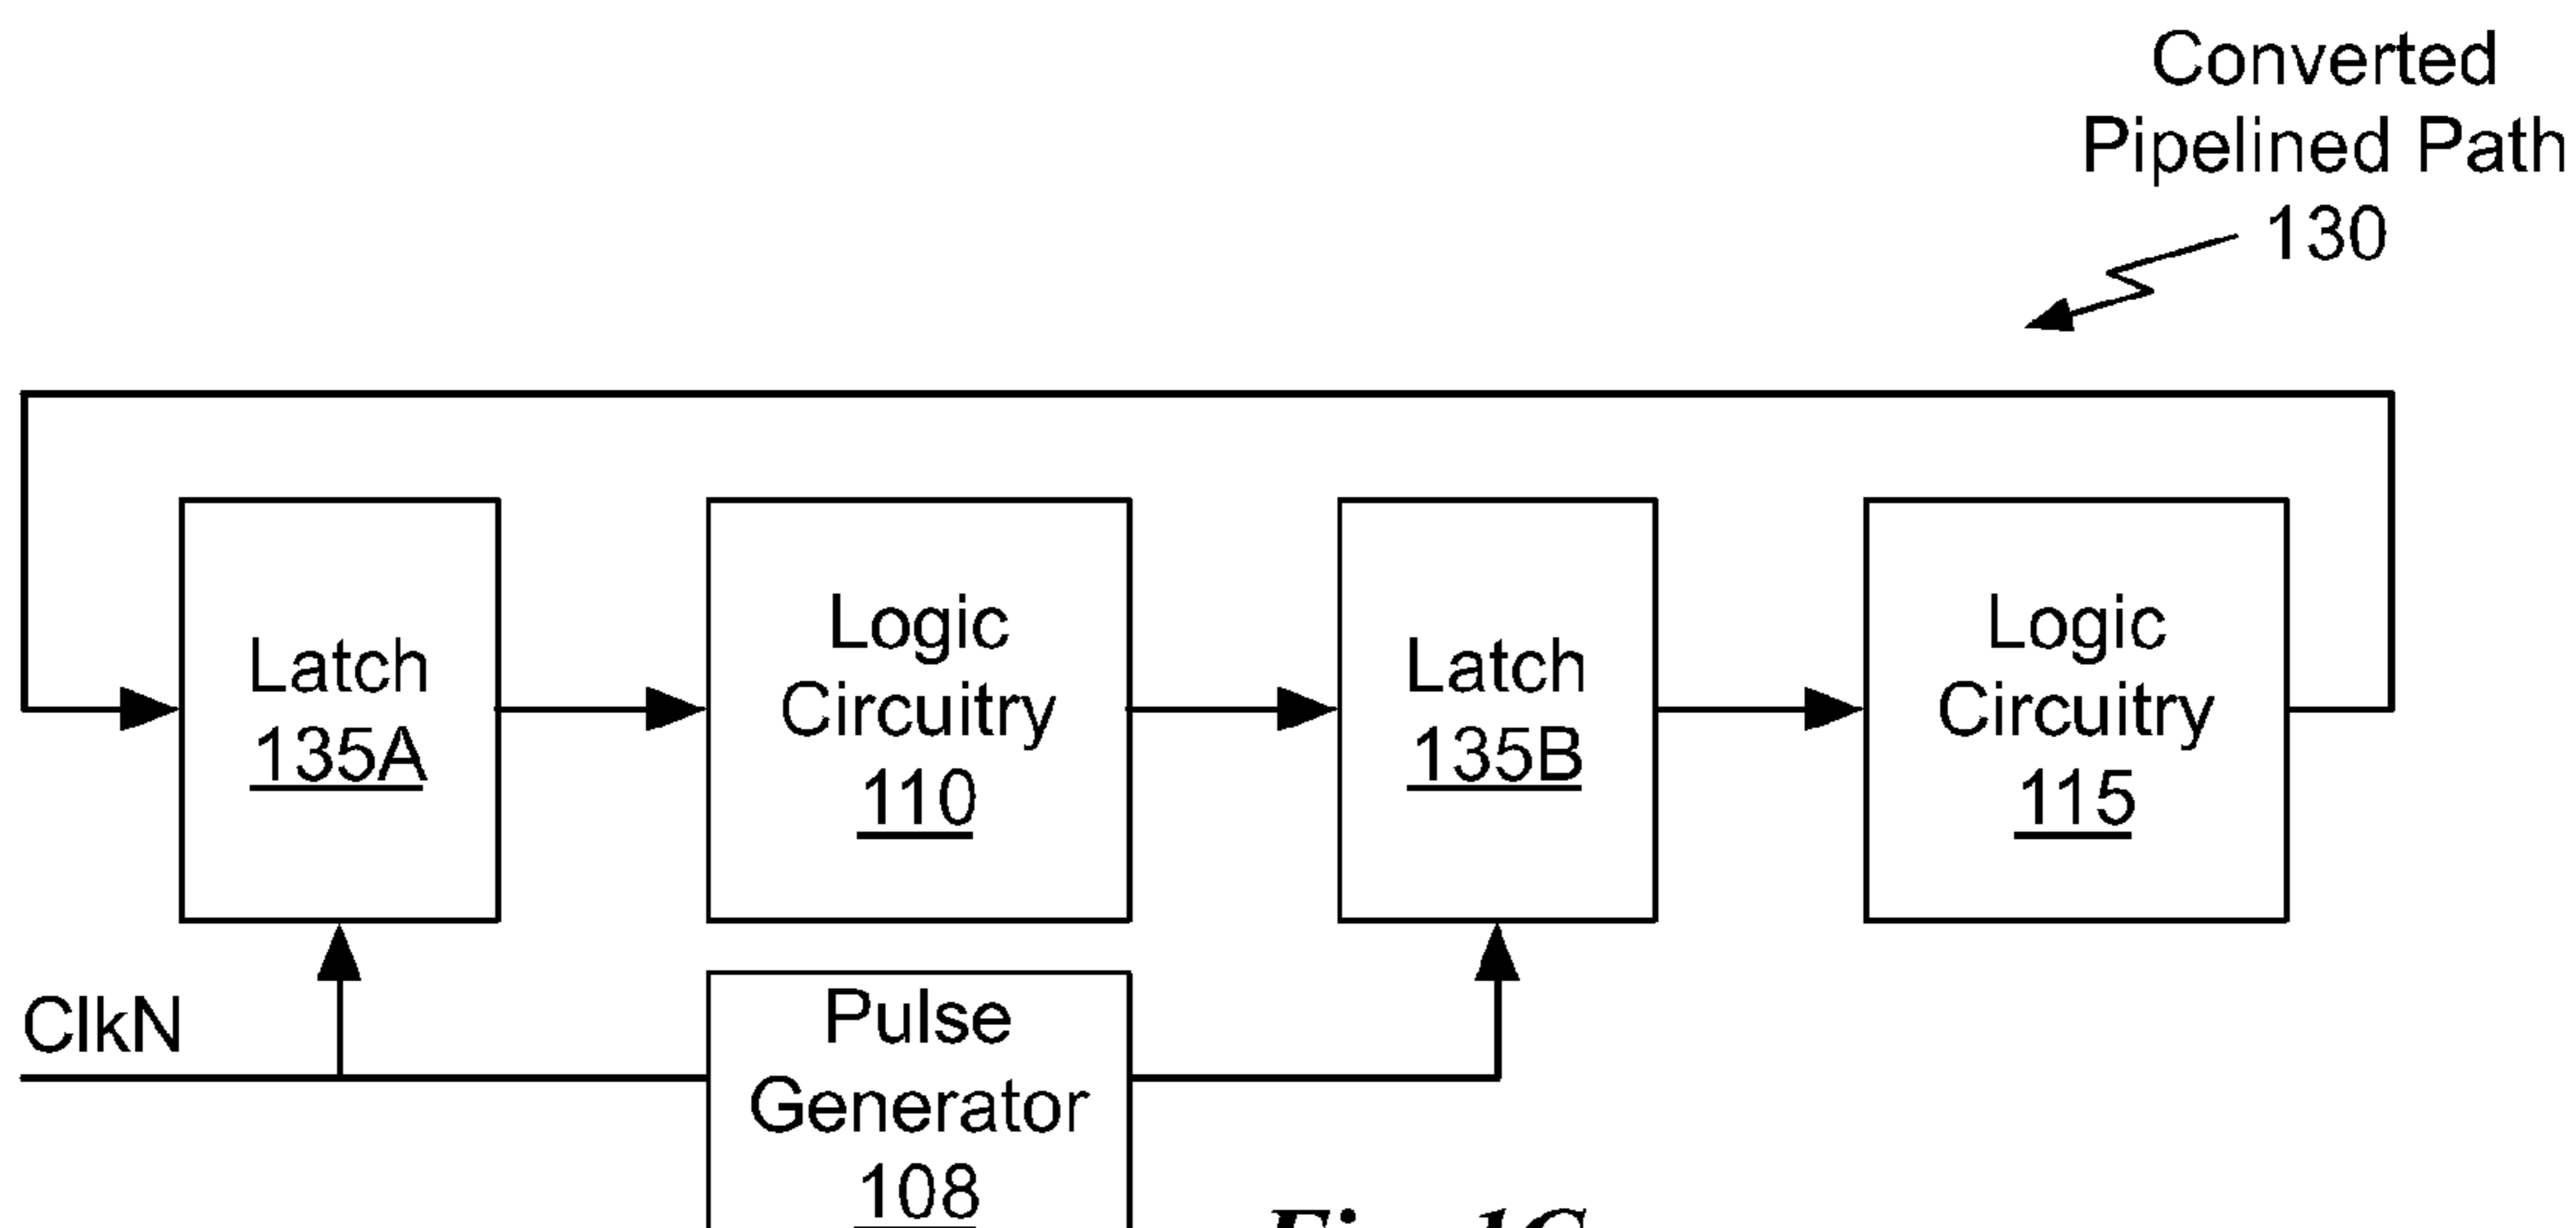 Converted
Pipelined Path
130
Latch
135A
Logic
Circuitry
110
Latch
135B
Logic
Circuitry
115
ClkN
Pulse
Generator
108